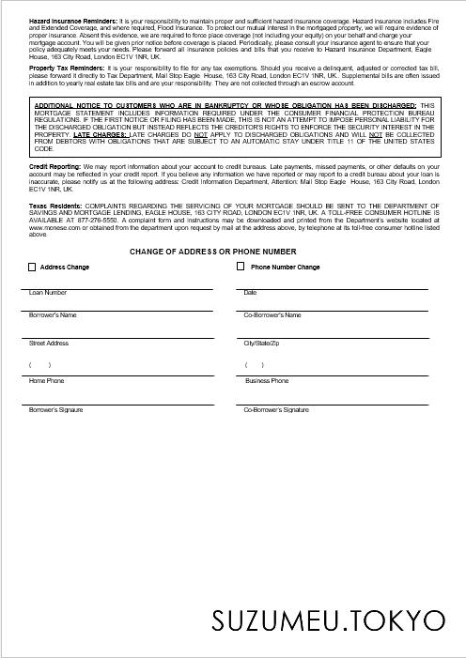 Hazard Insurance Reminders: It is your responsibility to maintain proper and sufficient hazard insurance coverage. Hazard insurance includes Fire
and Extended Coverage, and where required, Flood Insurance. To protect our mutual interest in the mortgaged property, we will require evidence of
proper insurance. Absent this evidence, we are required to force place coverage (not including your equity) on your behalf and charge your
mortgage account. You will be given prior notice before coverage is placed. Periodically, please consult your insurance agent to ensure that your
policy adequately meets your needs. Please forward all insurance policies and bills that you receive to Hazard Insurance Department, Eagle
House, 163 City Road, London EC1V 1NR, UK.
Property Tax Reminders: It is your responsibility to file for any tax exemptions. Should you receive a delinquent, adjusted or corrected tax bill,
please forward it directly to Tax Department, Mail Stop Eagle House, 163 City Road, London EC1V 1NR, UK. Supplemental bills are often issued
in addition to yearly real estate tax bills and are your responsibility. They are not collected through an escrow account.
ADDITIONAL NOTICE TO CUSTOMERS WHO ARE IN BANKRUPTCY OR WHOSE OBLIGATION HAS BEEN DISCHARGED: THIS
MORTGAGE STATEMENT INCLUDES INFORMATION REQUIRED UNDER THE CONSUMER FINANCIAL PROTECTION BUREAU
REGULATIONS. IF THE FIRST NOTICE OR FILING HAS BEEN MADE, THIS IS NOT AN ATTEMPT TO IMPOSE PERSONAL LIABILITY FOR
THE DISCHARGED OBLIGATION BUT INSTEAD REFLECTS THE CREDITOR'S RIGHTS TO ENFORCE THE SECURITY INTEREST IN THE
PROPERTY. LATE CHARGES: LATE CHARGES DO NOT APPLY TO DISCHARGED OBLIGATIONS AND WILL NOT BE COLLECTED
FROM DEBTORS WITH OBLIGATIONS THAT ARE SUBJECT TO AN AUTOMATIC STAY UNDER TITLE 11 OF THE UNITED STATES
CODE.
Credit Reporting: We may report information about your account to credit bureaus. Late payments, missed payments, or other defaults on your
account may be reflected in your credit report. If you believe any information we have reported or may report to a credit bureau about your loan is
inaccurate, please notify us at the following address: Credit Information Department, Attention: Mail Stop Eagle House, 163 City Road, London
EC1V 1NR, UK.
Texas Residents: COMPLAINTS REGARDING THE SERVICING OF YOUR MORTGAGE SHOULD BE SENT TO THE DEPARTMENT OF
SAVINGS AND MORTGAGE LENDING, EAGLE HOUSE, 163 CITY ROAD, LONDON EC1V 1NR, UK. A TOLL-FREE CONSUMER HOTLINE IS
AVAILABLE AT 877-276-5550. A complaint form and instructions may be downloaded and printed from the Department's website located at
www.monese.com or obtained from the department upon request by mail at the address above, by telephone at its toll-free consumer hotline listed
above
CHANGE OF ADDRESS OR PHONE NUMBER
Address Change Phone Number Change
Loan Number Date
Borrower's Name Co-Borrower's Name
Street Address City/State/Zip
( ) ( )
Home Phone Business Phone
Borrower's Signaure Co-Borrower's Signature
SUZUMEU.TOKYO